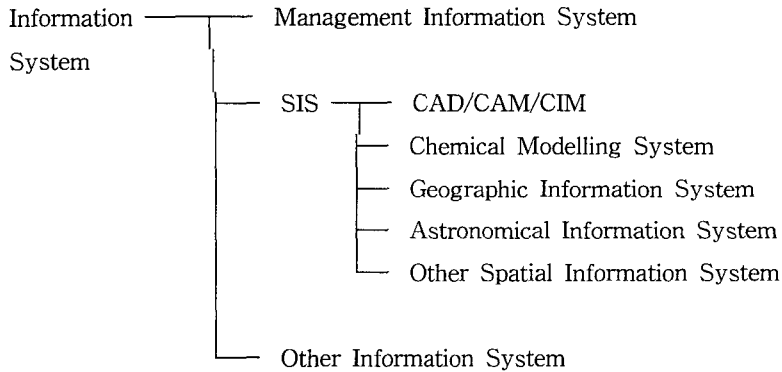 Information Management Information System
System
SIS CAD/CAM/CIM
Chemical Modelling System
Geographic Information System
Astronomical Information System
Other Spatial Information System
Other Information System